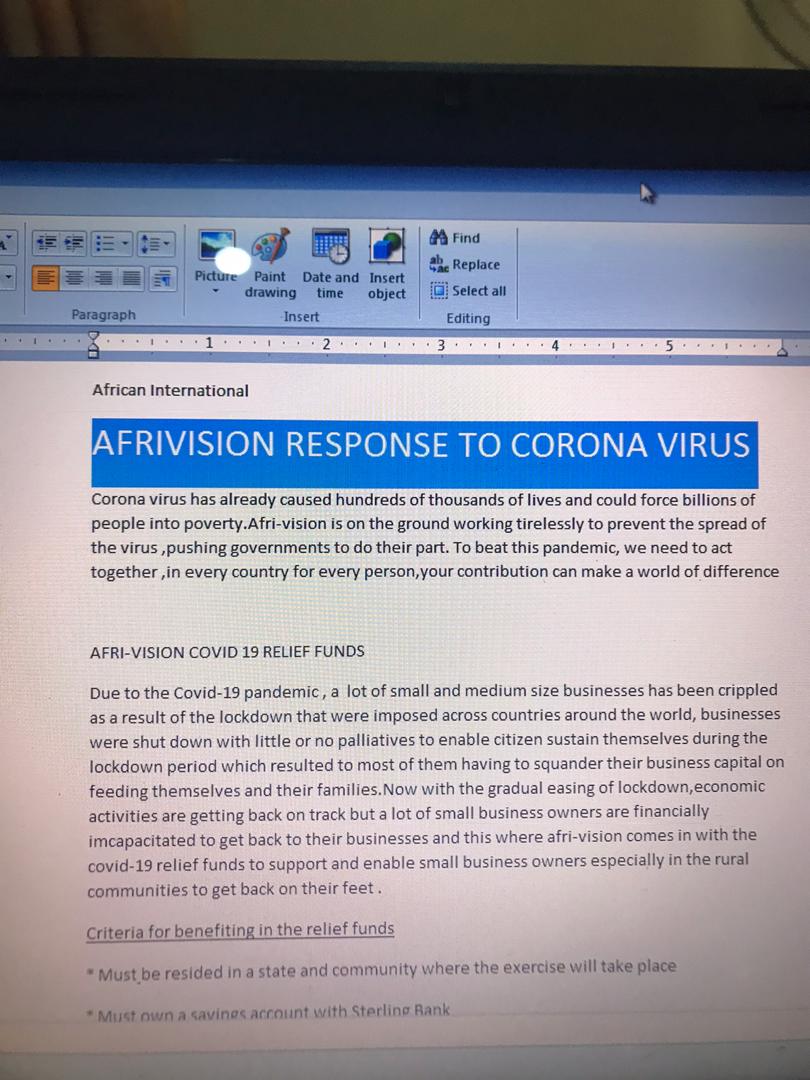 Find
Replace
Select all
Picture
Paint drawing
Date and time
Insert object
Paragraph
Insert
Editing
1 2 3 4 5
African International
AFRIVISION RESPONSE TO CORONA VIRUS
Corona virus has already caused hundreds of thousands of lives and could force billions of
people into poverty.Afri-vision is on the ground working tirelessly to prevent the spread of
the virus ,pushing governments to do their part. To beat this pandemic, we need to act
together ,in every country for every person,your contribution can make a world of difference
AFRI-VISION COVID 19 RELIEF FUNDS
Due to the Covid-19 pandemic , a lot of small and medium size businesses has been crippled
as a result of the lockdown that were imposed across countries around the world, businesses
were shut down with little or no palliatives to enable citizen sustain themselves during the
lockdown period which resulted to most of them having to squander their business capital on
feeding themselves and their families.Now with the gradual easing of lockdown,economic
activities are getting back on track but a lot of small business owners are financially
imcapacitated to get back to their businesses and this where afri-vision comes in with the
covid-19 relief funds to support and enable small business owners especially in the rural
communities to get back on their feet .
Criteria for benefiting in the relief funds
* Must be resided in a state and community where the exercise will take place
* Must own a savings account with Sterling Bank